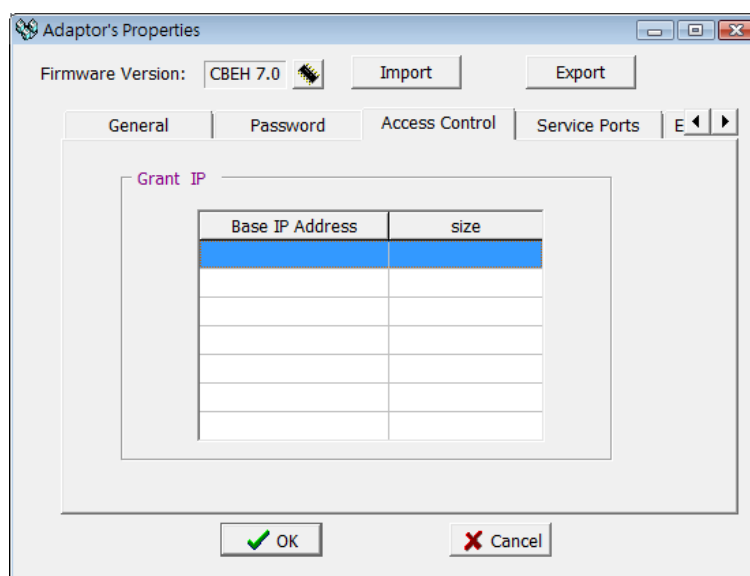 Adaptor's Properties
Firmware Version: CBEH 7.0 Import Export
General Password Access Control Service Ports E
Grant IP
Base IP Address size
OK Cancel